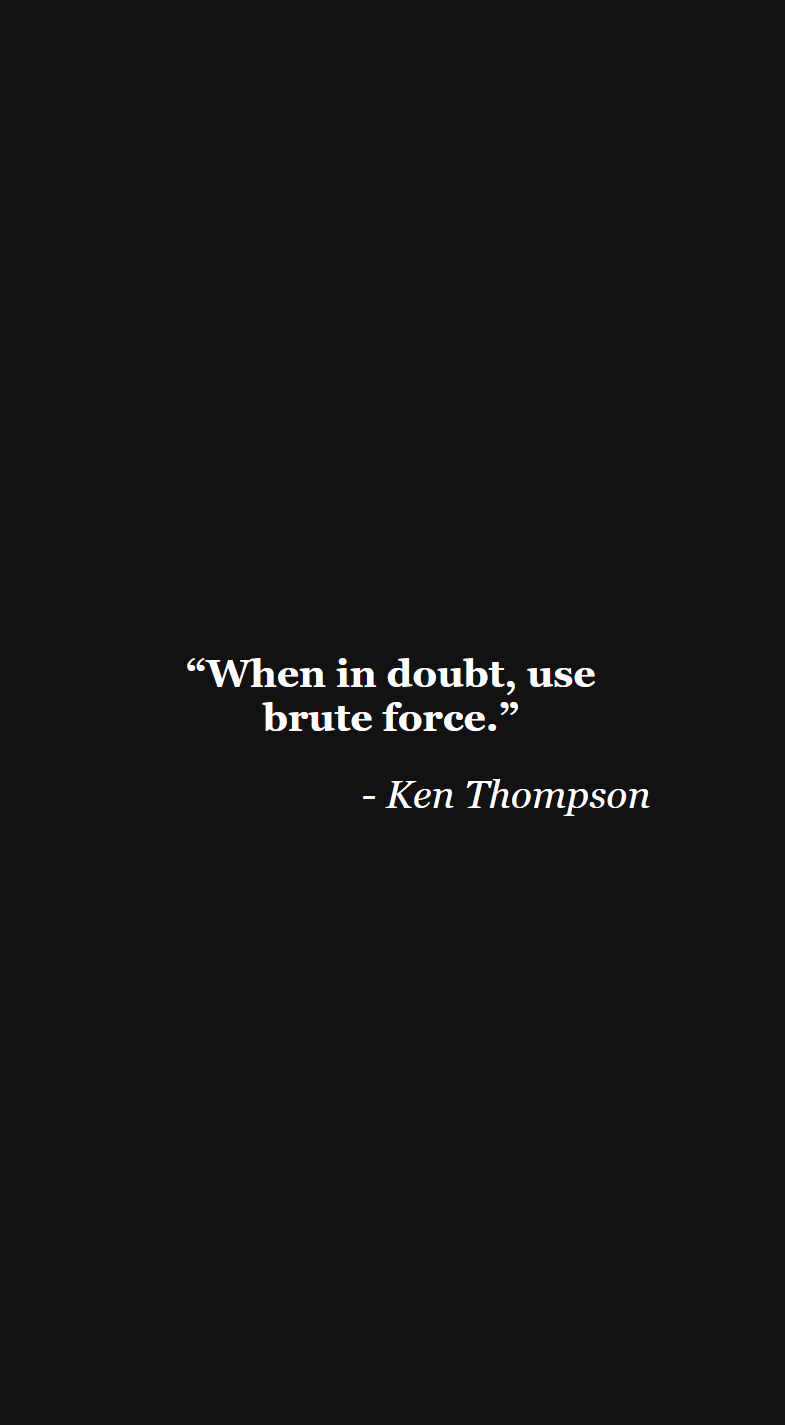 “When in doubt, use
brute force.”
- Ken Thompson